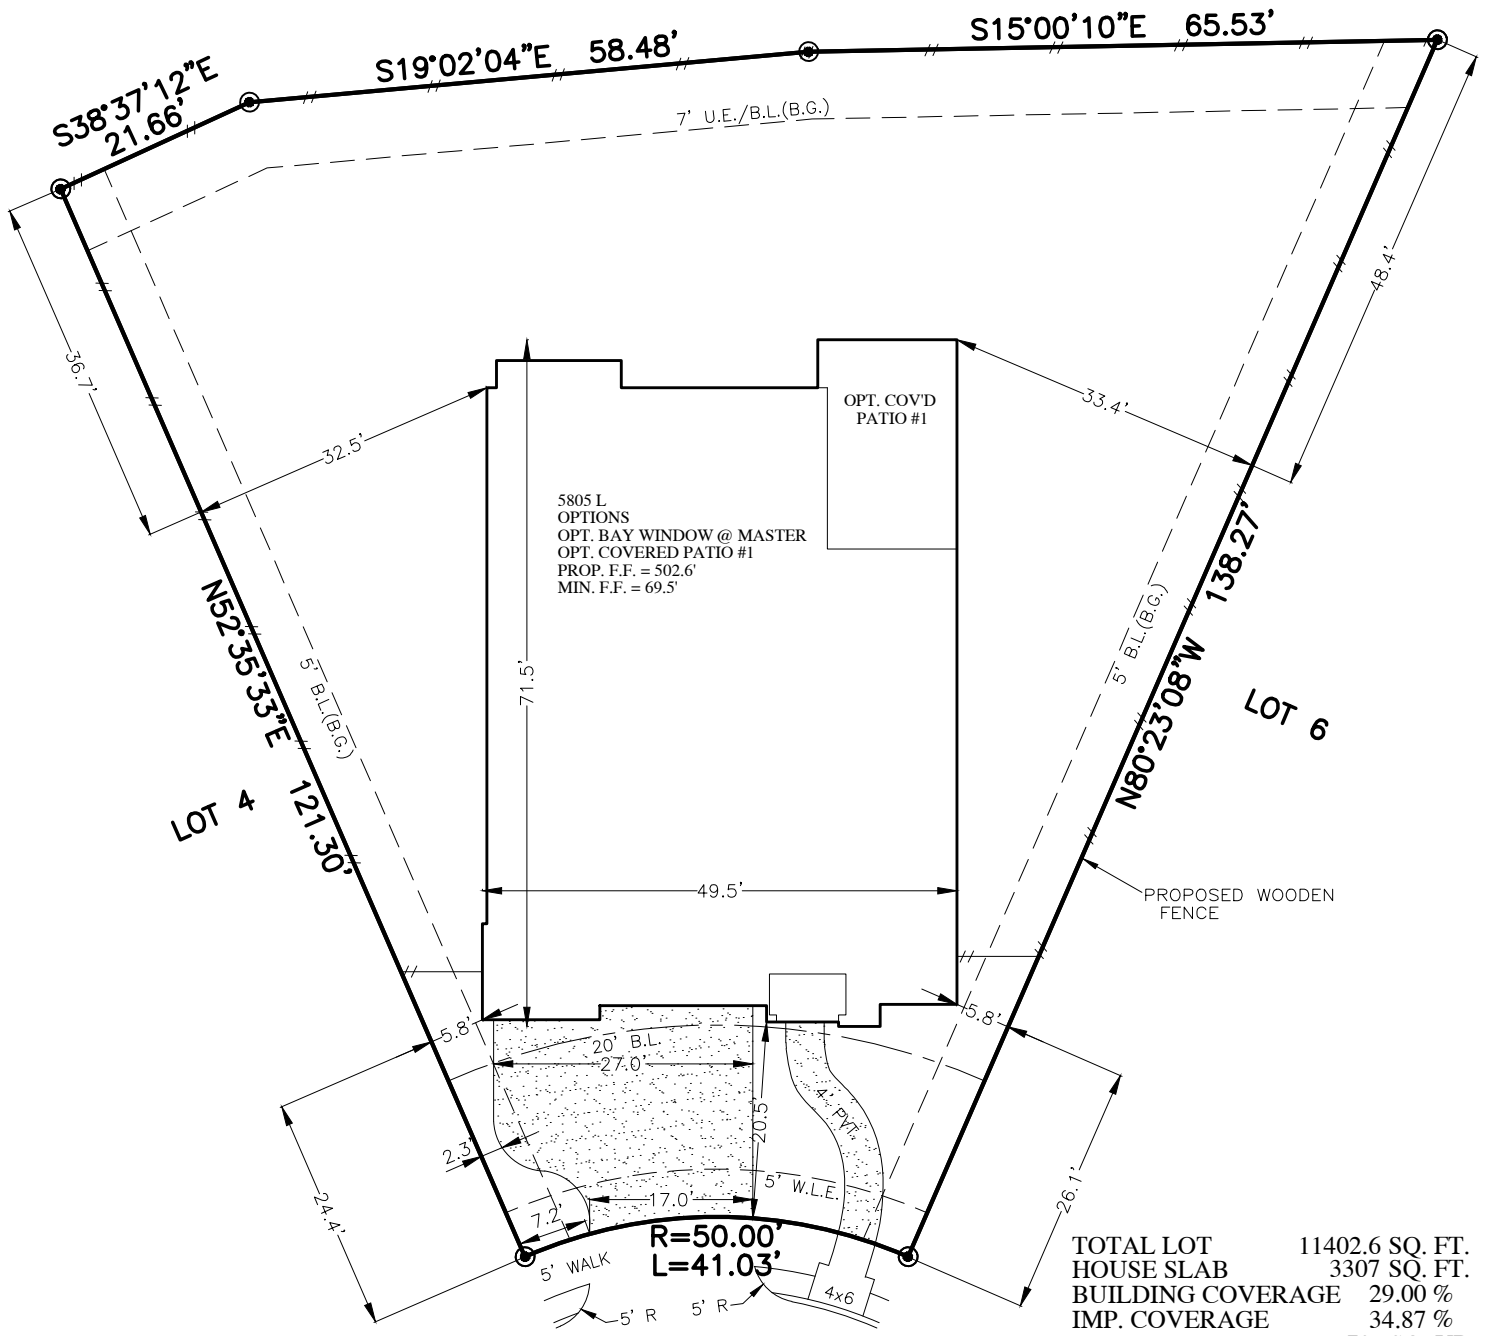 S15°00'10"E 65.53'
S19°02'04"E 58.48'
S38°37'12"E
21.66'
7' U.E./B.L.(B.G.)
48.4'
36.7'
33.4'
32.5'
OPT. COV'D
PATIO #1
5805 L
OPTIONS
OPT. BAY WINDOW @ MASTER
OPT. COVERED PATIO #1
PROP. F.F. = 502.6'
MIN. F.F. = 69.5'
N52°35'33"E 121.30'
5' B.L.(B.G.)
71.5'
5' B.L.(B.G.)
N80°23'08"W 138.27'
LOT 6
LOT 4
49.5'
PROPOSED WOODEN
FENCE
5.8'
5.8'
20' B.L.
27.0'
20.5'
4' PVT.
2.3'
24.4'
26.1'
5' W.L.E.
17.0'
7.2'
R=50.00'
L=41.03'
5' WALK
5' R
5' R
4x6
TOTAL LOT 11402.6 SQ. FT.
HOUSE SLAB 3307 SQ. FT.
BUILDING COVERAGE 29.00 %
IMP. COVERAGE 34.87 %